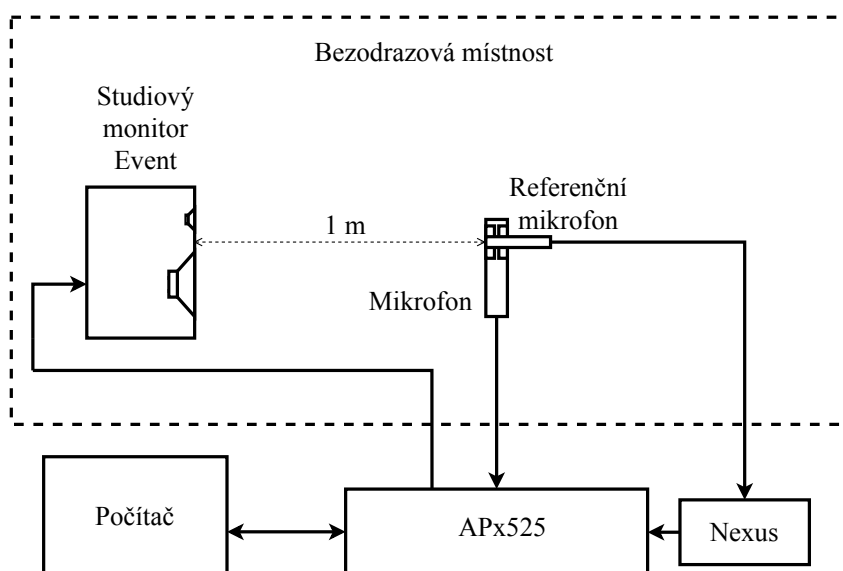 Bezodrazová místnost
Studiový
monitor
Event
Referenční
mikrofon
1 m
Mikrofon
Počítač
APx525
Nexus